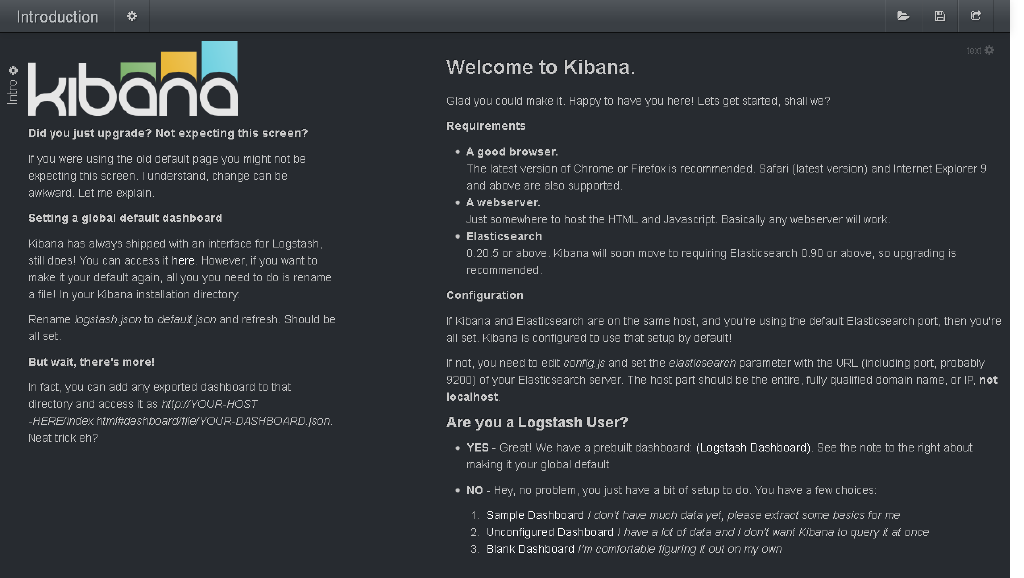 Introduction
Intro
kibana
Did you just upgrade? Not expecting this screen?
If you were using the old default page you might not be
expecting this screen. I understand, change can be
awkward. Let me explain.
Setting a global default dashboard
Kibana has always shipped with an interface for Logstash,
still does! You can access it here. However, if you want to
make it your default again, all you you need to do is rename
a file! In your Kibana installation directory:
Rename logstash.json to default.json and refresh. Should be
all set.
But wait, there's more!
In fact, you can add any exported dashboard to that
directory and access it as http://YOUR-HOST
-HERE/index.html#dashboard/file/YOUR-DASHBOARD.json.
Neat trick eh?
text
Welcome to Kibana.
Glad you could make it. Happy to have you here! Lets get started, shall we?
Requirements
• A good browser.
The latest version of Chrome or Firefox is recommended. Safari (latest version) and Internet Explorer 9
and above are also supported.
• A webserver.
Just somewhere to host the HTML and Javascript. Basically any webserver will work.
• Elasticsearch
0.20.5 or above. Kibana will soon move to requiring Elasticsearch 0.90 or above, so upgrading is
recommended.
Configuration
If Kibana and Elasticsearch are on the same host, and you're using the default Elasticsearch port, then you're
all set. Kibana is configured to use that setup by default!
If not, you need to edit config.js and set the elasticsearch parameter with the URL (including port, probably
9200) of your Elasticsearch server. The host part should be the entire, fully qualified domain name, or IP, not
localhost.
Are you a Logstash User?
• YES - Great! We have a prebuilt dashboard: (Logstash Dashboard). See the note to the right about
making it your global default
• NO - Hey, no problem, you just have a bit of setup to do. You have a few choices:
1. Sample Dashboard I don't have much data yet, please extract some basics for me
2. Unconfigured Dashboard I have a lot of data and I don't want Kibana to query it at once
3. Blank Dashboard I'm comfortable figuring it out on my own